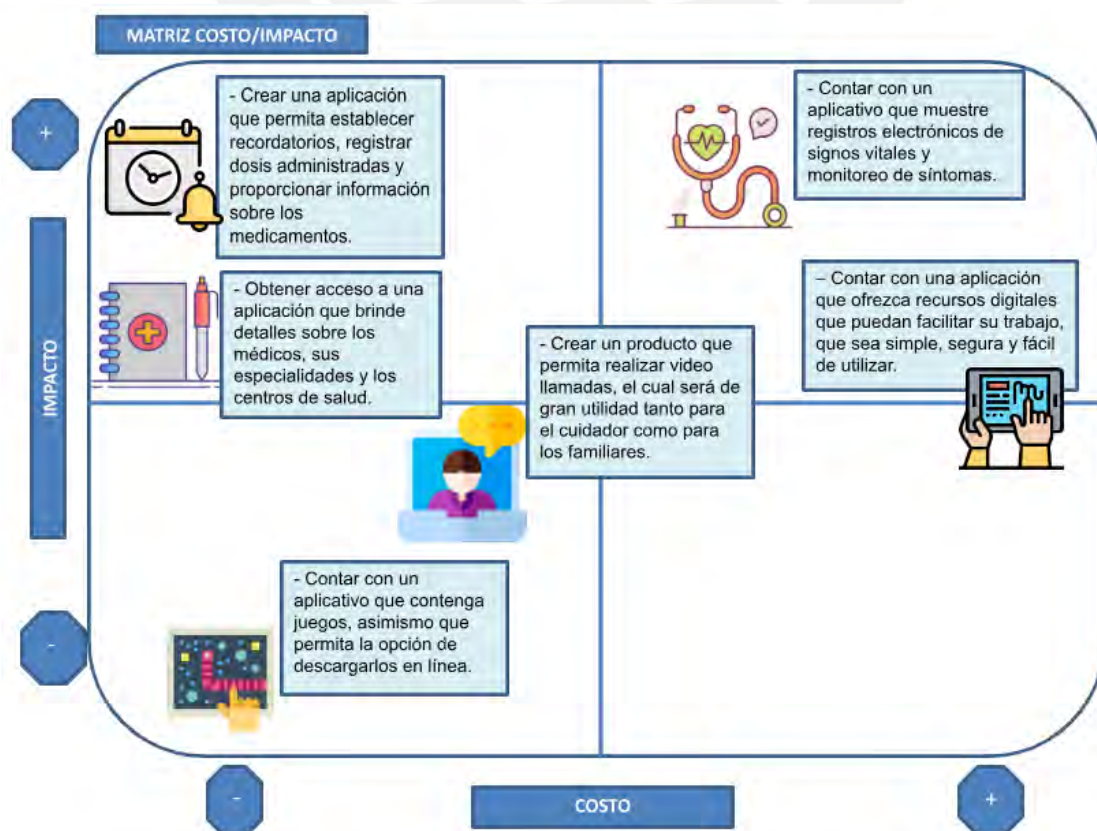 MATRIZ COSTO/IMPACTO
+
- Crear una aplicación
que permita establecer
recordatorios, registrar
dosis administradas y
proporcionar información
sobre los
medicamentos.
- Contar con un
aplicativo que muestre
registros electrónicos de
signos vitales y
monitoreo de síntomas.
- Obtener acceso a una
aplicación que brinde
detalles sobre los
médicos, sus
especialidades y los
centros de salud.
– Contar con una aplicación
que ofrezca recursos digitales
que puedan facilitar su trabajo,
que sea simple, segura y fácil
de utilizar.
- Crear un producto que
permita realizar video
llamadas, el cual será de
gran utilidad tanto para
el cuidador como para
los familiares.
IMPACTO
- Contar con un
aplicativo que contenga
juegos, asimismo que
permita la opción de
descargarlos en línea.
-
-
COSTO
+